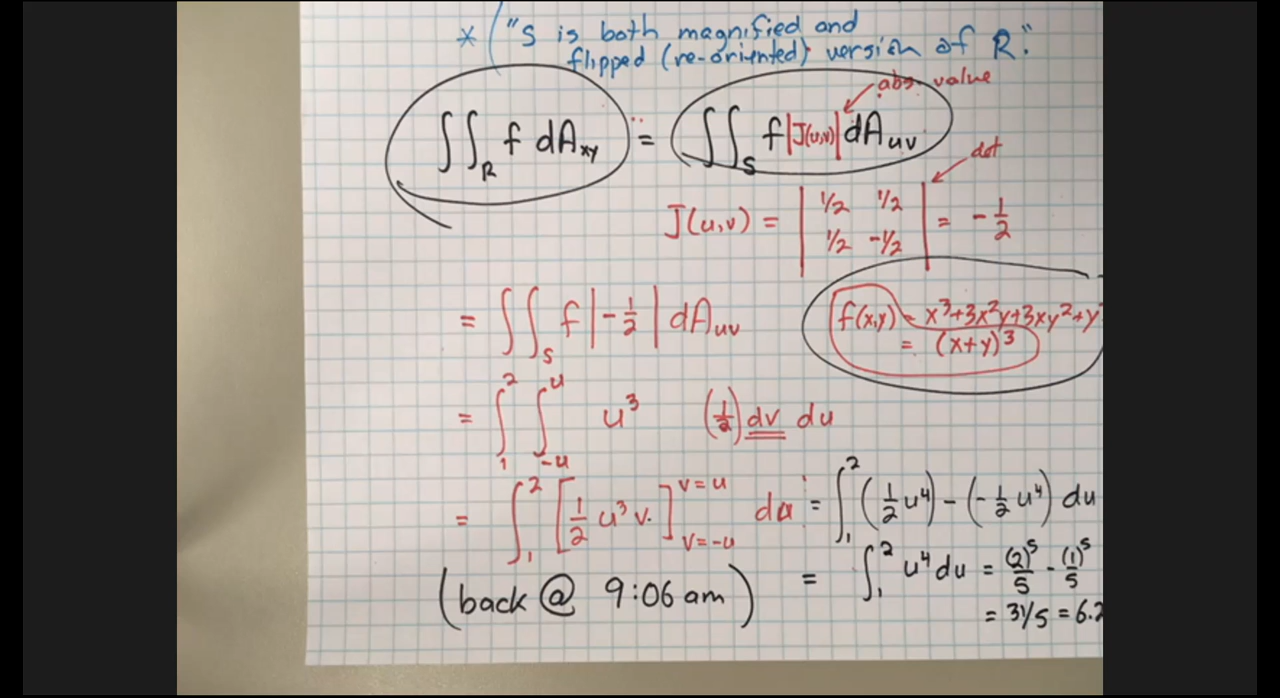 * ( "S is both magnified and
flipped (re-oriented) version of R."
abs. value
∬_R f dA_xy = ∬_S f |J(u,v)| dA_uv
det
J(u,v) = | 1/2 1/2 | = - 1/2
| 1/2 -1/2 |
= ∬_S f |-1/2| dA_uv
f(x,y) = x³+3x²y+3xy²+y
= (x+y)³
= ∫_1^2 ∫_-u^u u³ (1/2) dv du
= ∫_1^2 [1/2 u³ v.]_{v=-u}^{v=u} du = ∫_1^2 (1/2 u⁴) - (-1/2 u⁴) du
= ∫_1^2 u⁴ du = (2)⁵/5 - (1)⁵/5
(back @ 9:06 am)
= 31/5 = 6.2